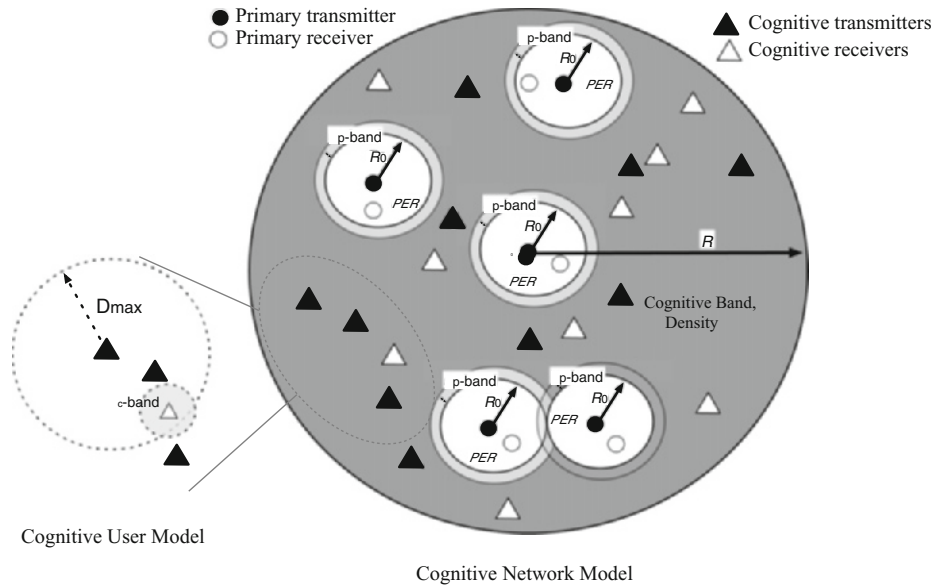 Primary transmitter
Primary receiver
Cognitive transmitters
Cognitive receivers
p-band
R0
PER
p-band
R0
PER
p-band
R0
PER
R
Dmax
c-band
Cognitive Band,
Density
p-band
R0
PER
p-band
R0
PER
Cognitive User Model
Cognitive Network Model